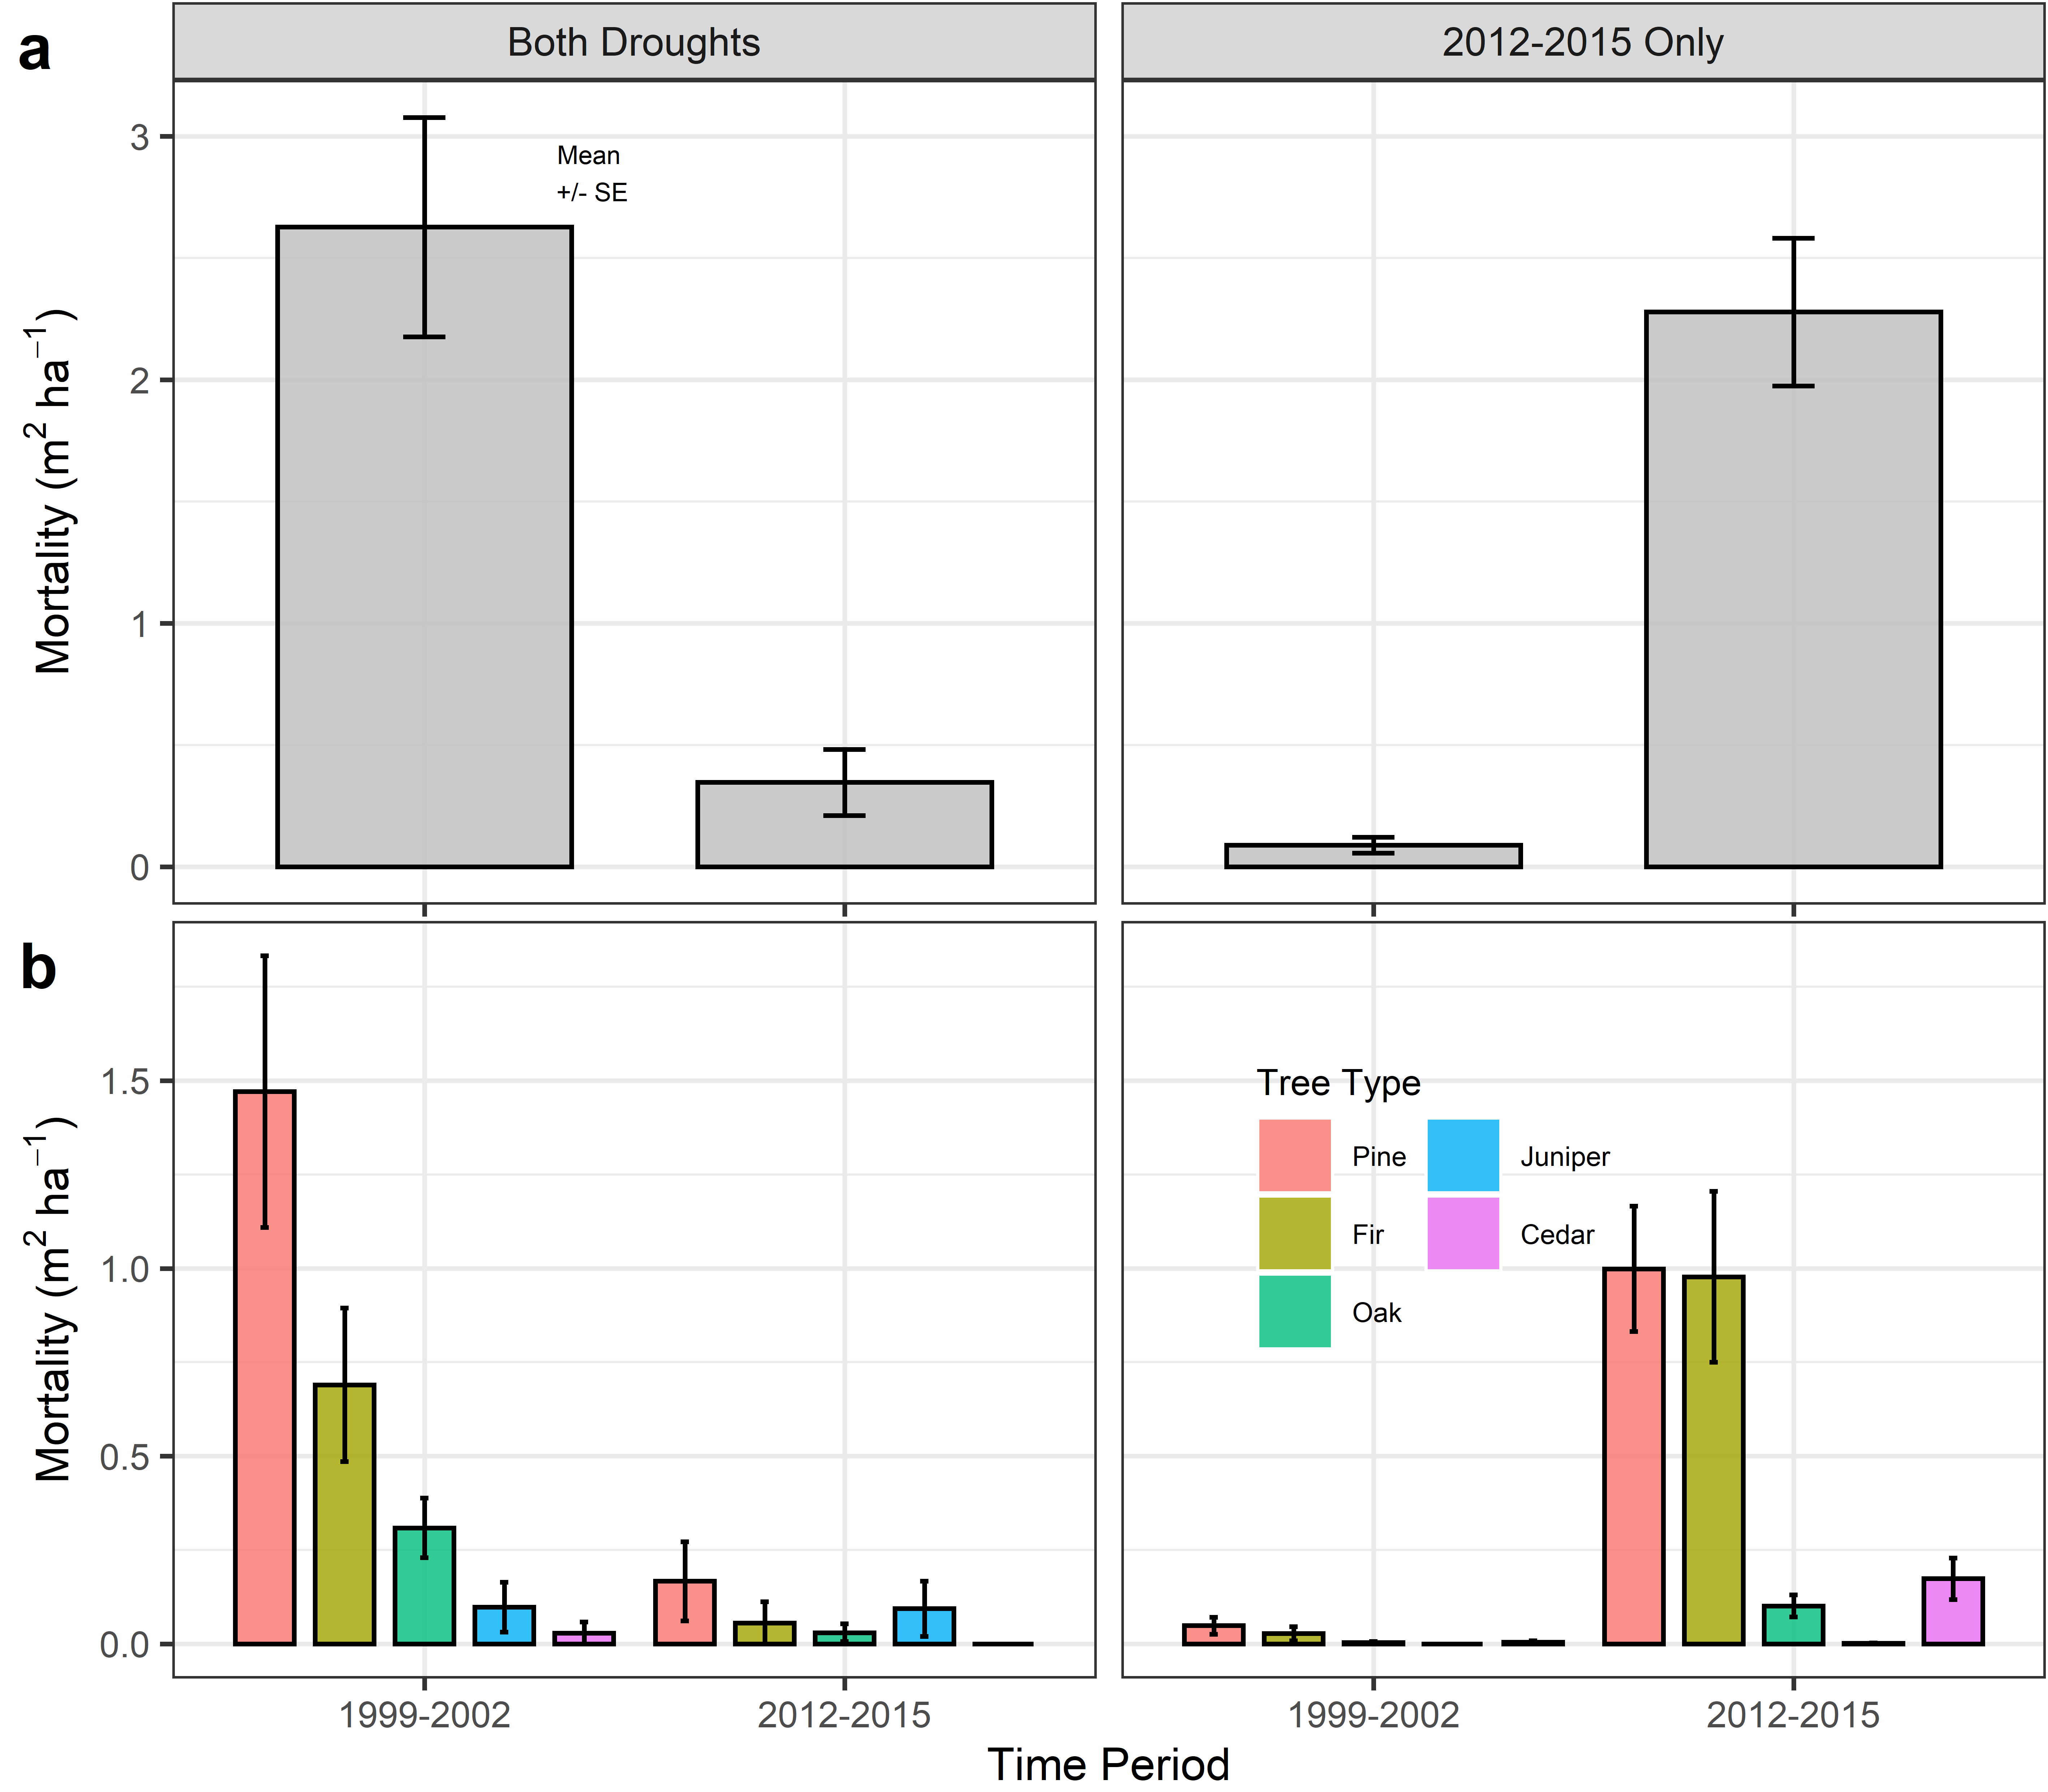 a
Both Droughts
2012-2015 Only
Mortality (m² ha⁻¹)
3
2
1
0
Mean
+/- SE
b
Mortality (m² ha⁻¹)
1.5
1.0
0.5
0.0
Tree Type
Pine
Fir
Oak
Juniper
Cedar
1999-2002
2012-2015
1999-2002
2012-2015
Time Period